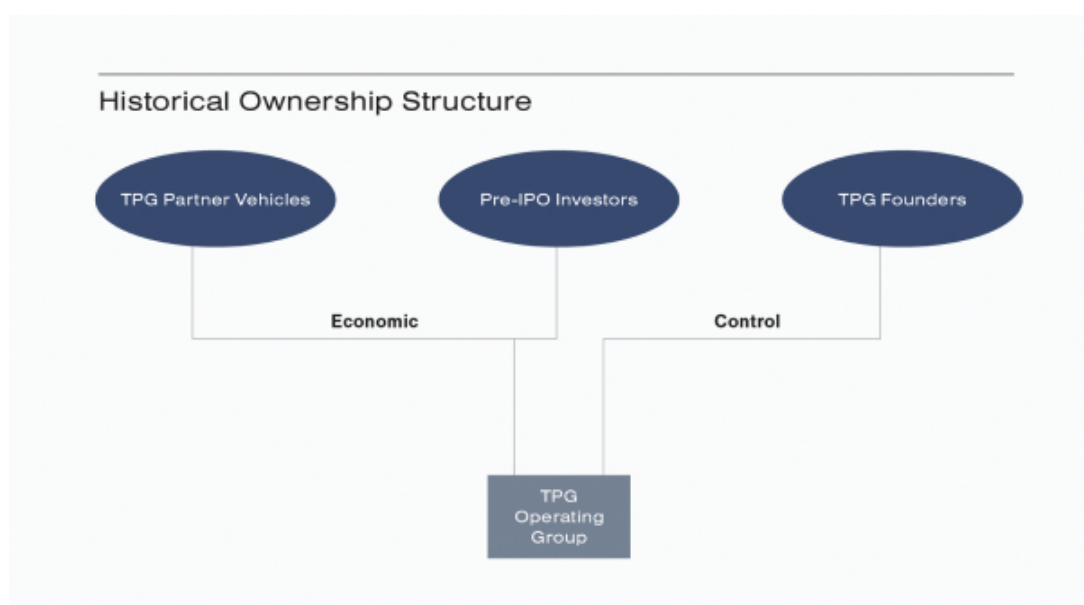 Historical Ownership Structure
TPG Partner Vehicles
Pre-IPO Investors
TPG Founders
Economic
Control
TPG
Operating
Group